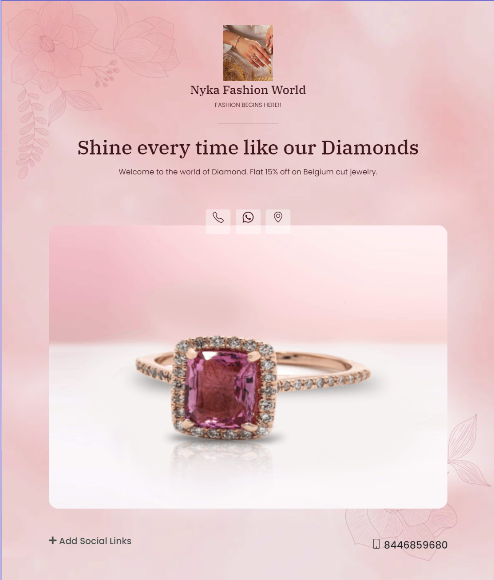 Nyka Fashion World
FASHION BEGINS HERE!!
Shine every time like our Diamonds
Welcome to the world of Diamond. Flat 15% off on Belgium cut jewelry.
+ Add Social Links
8446859680